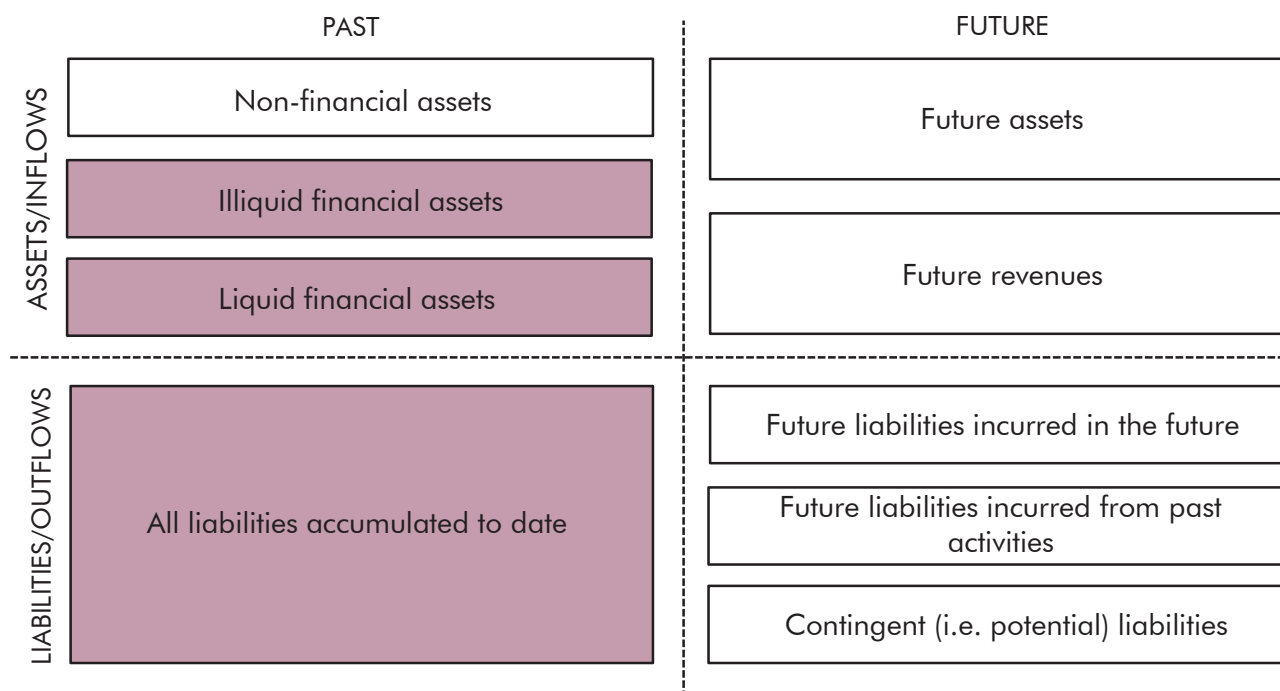 PAST
FUTURE
ASSETS/INFLOWS
Non-financial assets
Illiquid financial assets
Liquid financial assets
Future assets
Future revenues
LIABILITIES/OUTFLOWS
All liabilities accumulated to date
Future liabilities incurred in the future
Future liabilities incurred from past
activities
Contingent (i.e. potential) liabilities